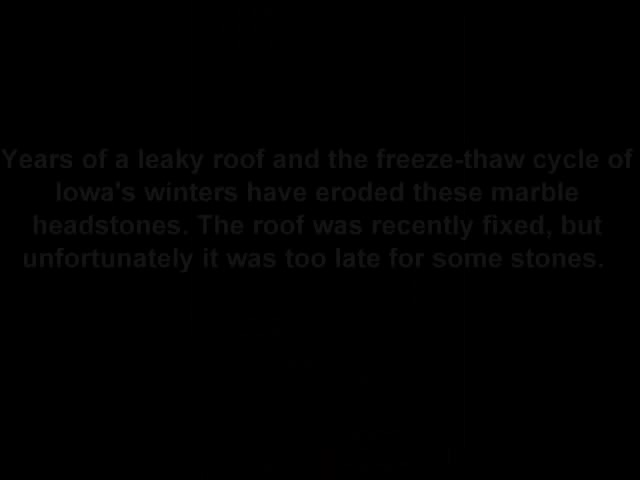 Years of a leaky roof and the freeze-thaw cycle of
Iowa's winters have eroded these marble
headstones. The roof was recently fixed, but
unfortunately it was too late for some stones.